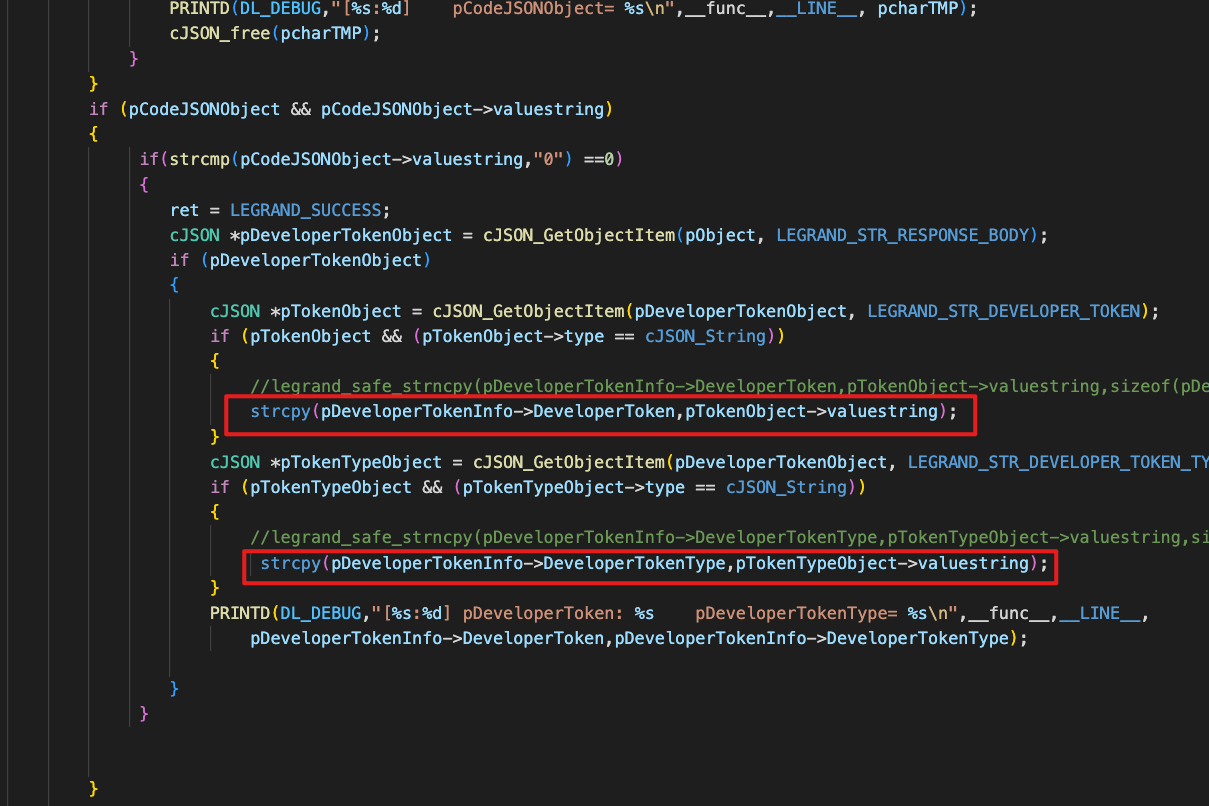 PRINTD(DL_DEBUG,"[%s:%d]    pCodeJSONObject= %s\n",__func__,__LINE__, pcharTMP);
cJSON_free(pcharTMP);
}
}
if (pCodeJSONObject && pCodeJSONObject->valuestring)
{
if(strcmp(pCodeJSONObject->valuestring,"0") ==0)
{
ret = LEGRAND_SUCCESS;
cJSON *pDeveloperTokenObject = cJSON_GetObjectItem(pObject, LEGRAND_STR_RESPONSE_BODY);
if (pDeveloperTokenObject)
{
cJSON *pTokenObject = cJSON_GetObjectItem(pDeveloperTokenObject, LEGRAND_STR_DEVELOPER_TOKEN);
if (pTokenObject && (pTokenObject->type == cJSON_String))
{
//legrand_safe_strncpy(pDeveloperTokenInfo->DeveloperToken,pTokenObject->valuestring,sizeof(pDe
strcpy(pDeveloperTokenInfo->DeveloperToken,pTokenObject->valuestring);
}
cJSON *pTokenTypeObject = cJSON_GetObjectItem(pDeveloperTokenObject, LEGRAND_STR_DEVELOPER_TOKEN_TY
if (pTokenTypeObject && (pTokenTypeObject->type == cJSON_String))
{
//legrand_safe_strncpy(pDeveloperTokenInfo->DeveloperTokenType,pTokenTypeObject->valuestring,si
strcpy(pDeveloperTokenInfo->DeveloperTokenType,pTokenTypeObject->valuestring);
}
PRINTD(DL_DEBUG,"[%s:%d] pDeveloperToken: %s    pDeveloperTokenType= %s\n",__func__,__LINE__,
pDeveloperTokenInfo->DeveloperToken,pDeveloperTokenInfo->DeveloperTokenType);
}
}
}